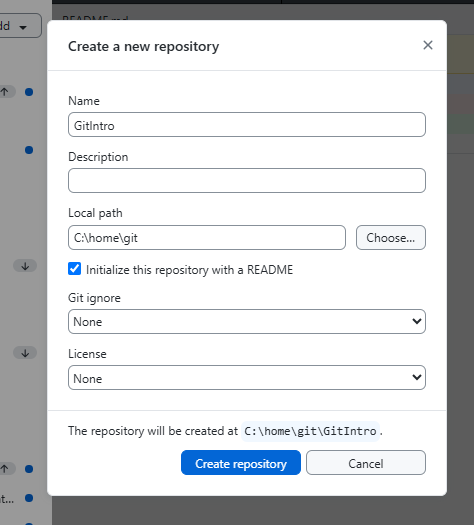 README.md
dd
Create a new repository
Name
GitIntro
Description
Local path
C:\home\git
Choose...
Initialize this repository with a README
Git ignore
None
License
None
The repository will be created at C:\home\git\GitIntro.
Create repository
Cancel
t...